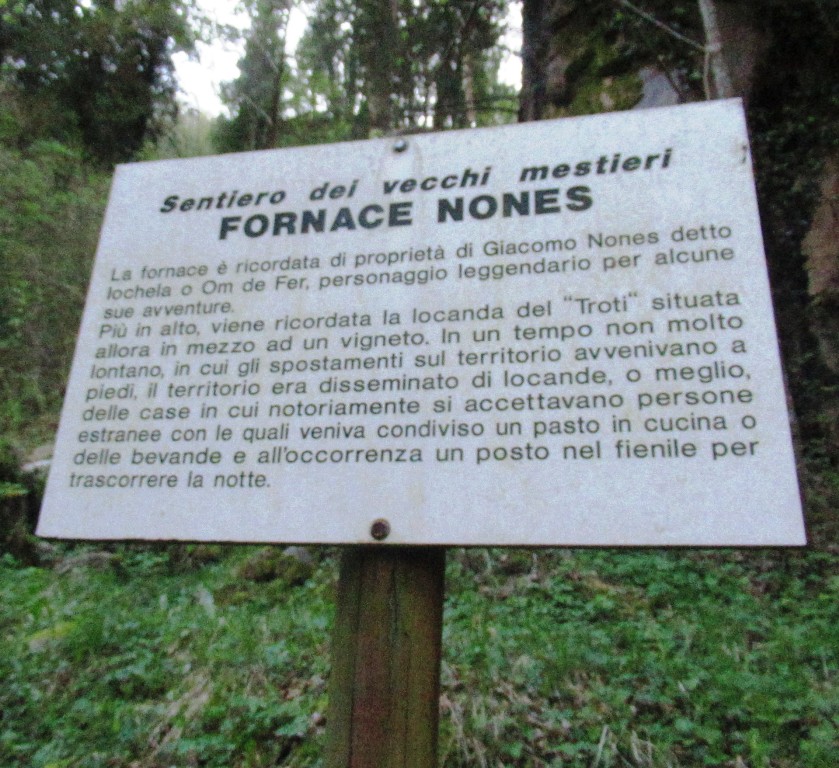 Sentiero dei vecchi mestieri
FORNACE NONES
La fornace è ricordata di proprietà di Giacomo Nones detto
Iochela o Om de Fer, personaggio leggendario per alcune
sue avventure.
Più in alto, viene ricordata la locanda del "Troti" situata
allora in mezzo ad un vigneto. In un tempo non molto
lontano, in cui gli spostamenti sul territorio avvenivano a
piedi, il territorio era disseminato di locande, o meglio,
delle case in cui notoriamente si accettavano persone
estranee con le quali veniva condiviso un pasto in cucina o
delle bevande e all'occorrenza un posto nel fienile per
trascorrere la notte.